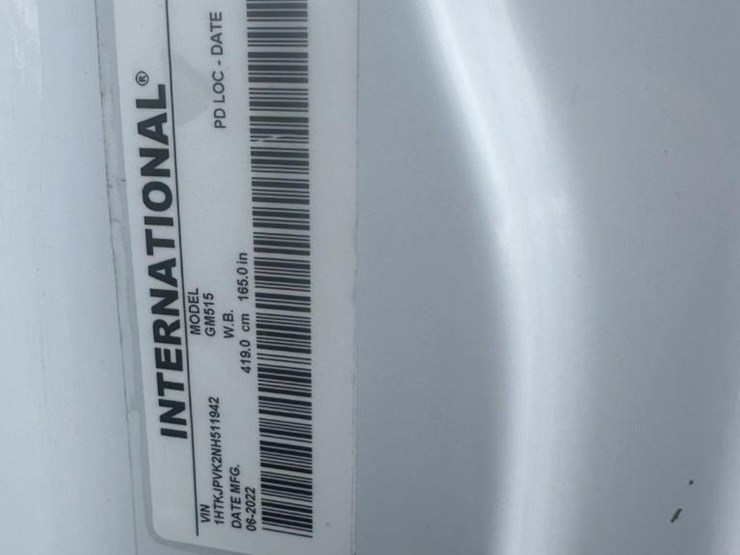 INTERNATIONAL®
VIN MODEL PD LOC - DATE
1HTKJPVK2NH511942 GM515
DATE MFG. W.B.
06-2022 419.0 cm 165.0 in